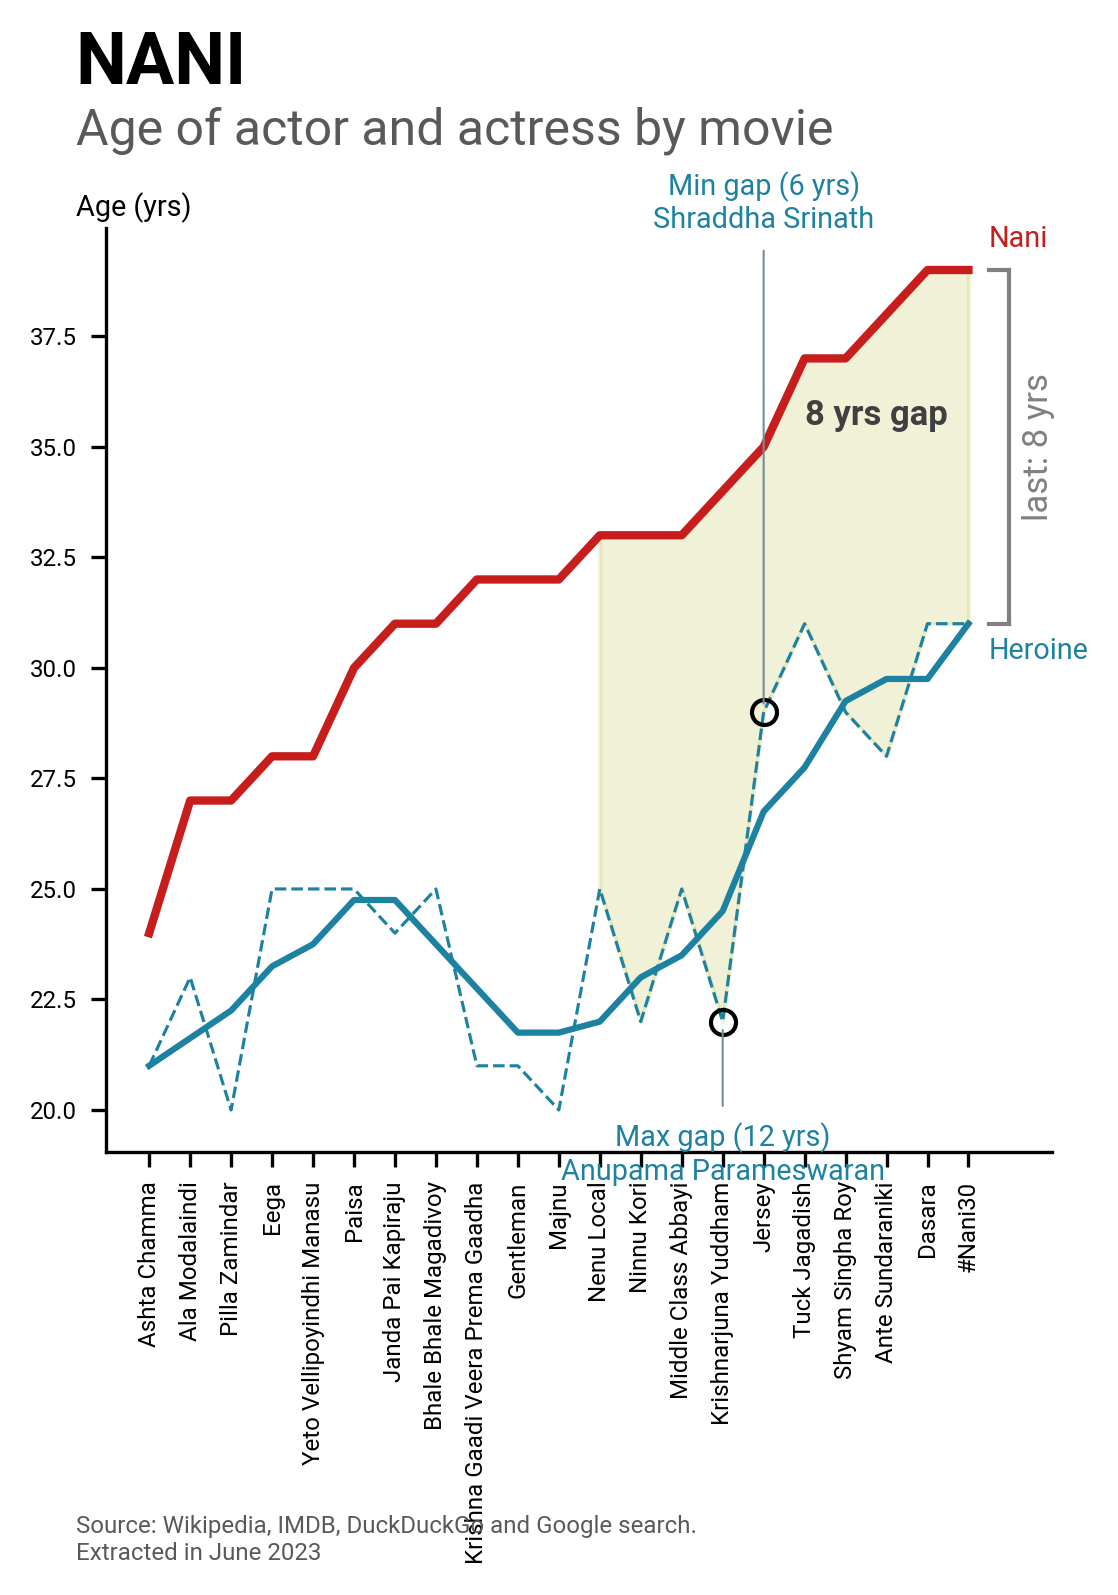 NANI
Age of actor and actress by movie
Min gap (6 yrs)
Shraddha Srinath
Age (yrs)
Nani
37.5
35.0
32.5
30.0
27.5
25.0
22.5
20.0
8 yrs gap
last: 8 yrs
Heroine
Max gap (12 yrs)
Anupama Parameswaran
Ashta Chamma
Ala Modalaindi
Pilla Zamindar
Eega
Yeto Vellipoyindhi Manasu
Paisa
Janda Pai Kapiraju
Bhale Bhale Magadivoy
Krishna Gaadi Veera Prema Gaadha
Gentleman
Majnu
Nenu Local
Ninnu Kori
Middle Class Abbayi
Krishnarjuna Yuddham
Jersey
Tuck Jagadish
Shyam Singha Roy
Ante Sundaraniki
Dasara
#Nani30
Source: Wikipedia, IMDB, DuckDuckGo and Google search.
Extracted in June 2023